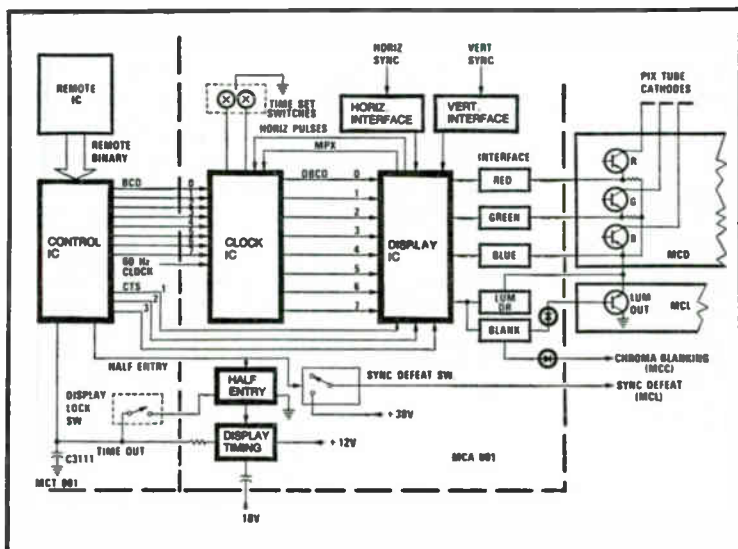 REMOTE
IC
REMOTE
BINARY
CONTROL
IC
BCD
0
60 Hz
CLOCK
CTS
1
2
3
HALF ENTRY
DISPLAY
LOCK
SW
TIME OUT
C3111
MCT 001
TIME SET
SWITCHES
HORIZ PULSES
MPX
CLOCK
IC
DBCD
0
1
2
3
4
5
6
7
HORIZ
SYNC
VERT
SYNC
HORIZ.
INTERFACE
VERT.
INTERFACE
DISPLAY
IC
INTERFACE
RED
GREEN
BLUE
LUM
DR
BLANK
PIX TUBE
CATHODES
R
G
B
MCD
LUM
OUT
MCL
CHROMA BLANKING
(MCC)
SYNC DEFEAT
(MCL)
HALF
ENTRY
SYNC DEFEAT SW.
+ 38V
DISPLAY
TIMING
+ 12V
MCA 001
18V